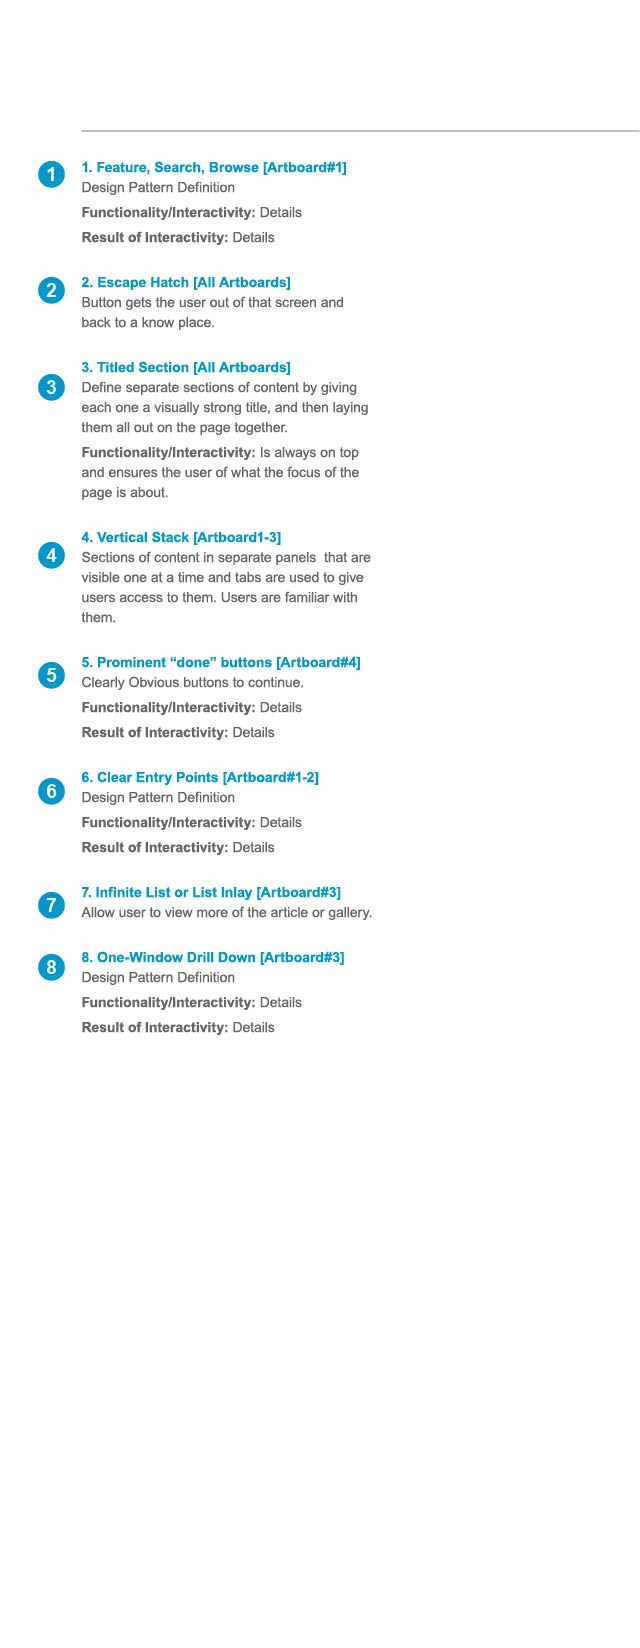 1
1. Feature, Search, Browse [Artboard#1]
Design Pattern Definition
Functionality/Interactivity: Details
Result of Interactivity: Details
2
2. Escape Hatch [All Artboards]
Button gets the user out of that screen and
back to a know place.
3
3. Titled Section [All Artboards]
Define separate sections of content by giving
each one a visually strong title, and then laying
them all out on the page together.
Functionality/Interactivity: Is always on top
and ensures the user of what the focus of the
page is about.
4
4. Vertical Stack [Artboard1-3]
Sections of content in separate panels  that are
visible one at a time and tabs are used to give
users access to them. Users are familiar with
them.
5
5. Prominent “done” buttons [Artboard#4]
Clearly Obvious buttons to continue.
Functionality/Interactivity: Details
Result of Interactivity: Details
6
6. Clear Entry Points [Artboard#1-2]
Design Pattern Definition
Functionality/Interactivity: Details
Result of Interactivity: Details
7
7. Infinite List or List Inlay [Artboard#3]
Allow user to view more of the article or gallery.
8
8. One-Window Drill Down [Artboard#3]
Design Pattern Definition
Functionality/Interactivity: Details
Result of Interactivity: Details